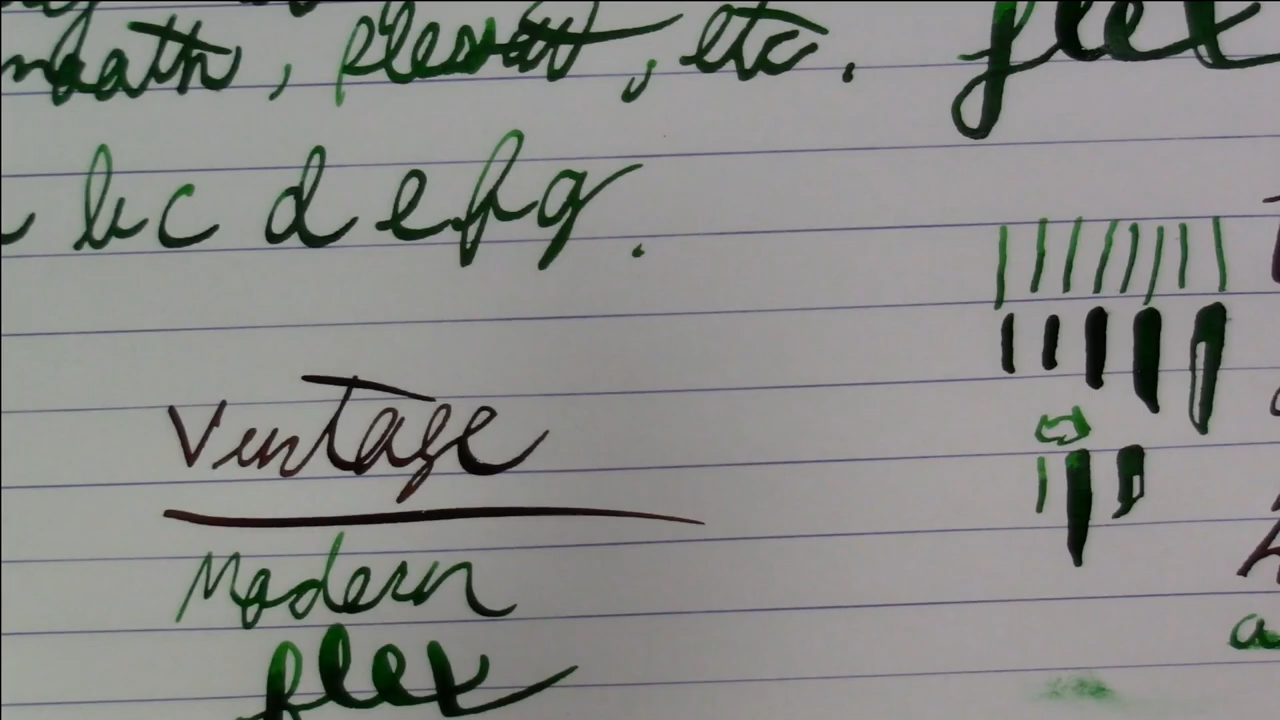 , etc. flex
b c d e f g.
Vintage
Modern
flex